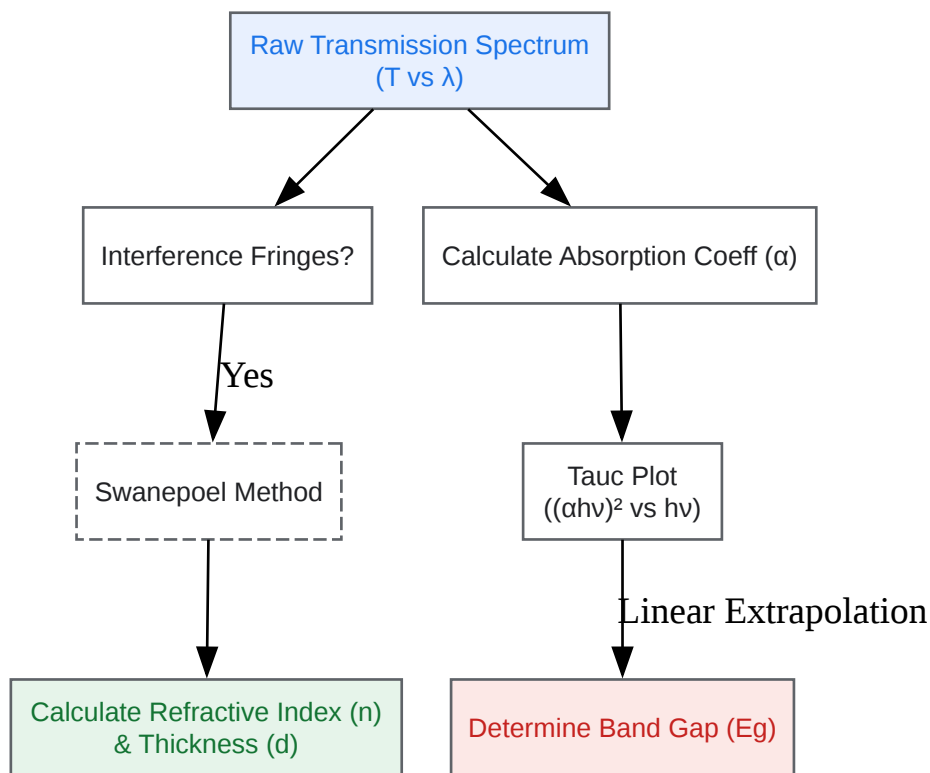 Raw Transmission Spectrum
(T vs λ)
Interference Fringes?
Calculate Absorption Coeff (α)
Yes
Swanepoel Method
Tauc Plot
((αhν)² vs hν)
Linear Extrapolation
Calculate Refractive Index (n)
& Thickness (d)
Determine Band Gap (Eg)